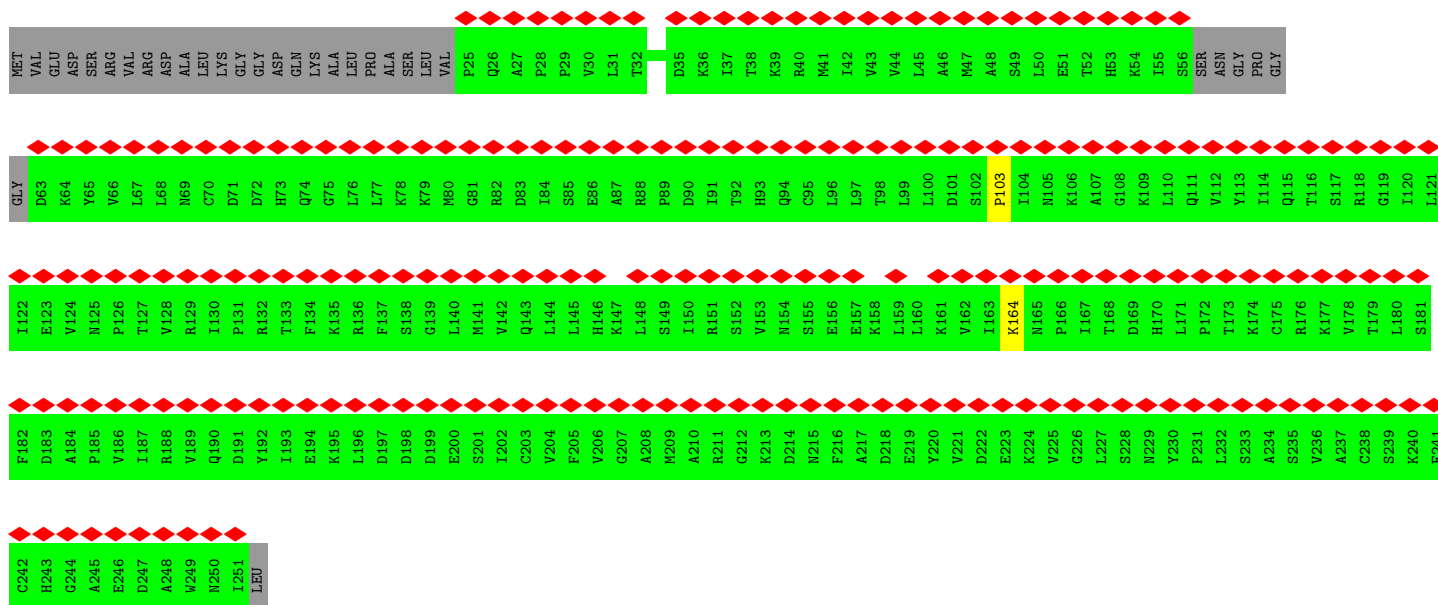 MET VAL GLU ASP SER ARG VAL ARG ASP ALA LEU LYS GLY GLY ASP GLN LYS ALA LEU PRO ALA SER LEU VAL P25 Q26 A27 P28 P29 V30 L31 T32 D35 K36 I37 T38 K39 R40 M41 I42 V43 V44 L45 A46 M47 A48 S49 L50 E51 T52 H53 K54 I55 S56 SER ASN GLY PRO GLY
GLY D63 K64 Y65 V66 L67 L68 N69 C70 D71 D72 H73 Q74 G75 L76 L77 K78 K79 M80 G81 R82 D83 I84 S85 E86 A87 R88 P89 D90 I91 T92 H93 Q94 C95 L96 L97 T98 L99 L100 D101 S102 P103 I104 N105 K106 A107 G108 K109 L110 Q111 V112 Y113 I114 Q115 T116 S117 R118 G119 I120 L121
I122 E123 V124 N125 P126 T127 V128 R129 I130 P131 R132 T133 F134 K135 R136 F137 S138 G139 L140 M141 V142 Q143 L144 L145 H146 K147 L148 S149 I150 R151 S152 V153 N154 S155 E156 E157 K158 L159 L160 K161 V162 I163 K164 N165 P166 I167 T168 D169 H170 L171 P172 T173 K174 C175 R176 K177 V178 T179 L180 S181
F182 D183 A184 P185 V186 I187 R188 V189 Q190 D191 Y192 I193 E194 K195 L196 D197 D198 D199 E200 S201 I202 C203 V204 F205 V206 G207 A208 M209 A210 R211 G212 K213 D214 N215 F216 A217 D218 E219 Y220 V221 D222 E223 K224 V225 G226 L227 S228 N229 Y230 P231 L232 S233 A234 S235 V236 A237 C238 S239 K240
C242 H243 G244 A245 E246 D247 A248 W249 N250 I251 LEU